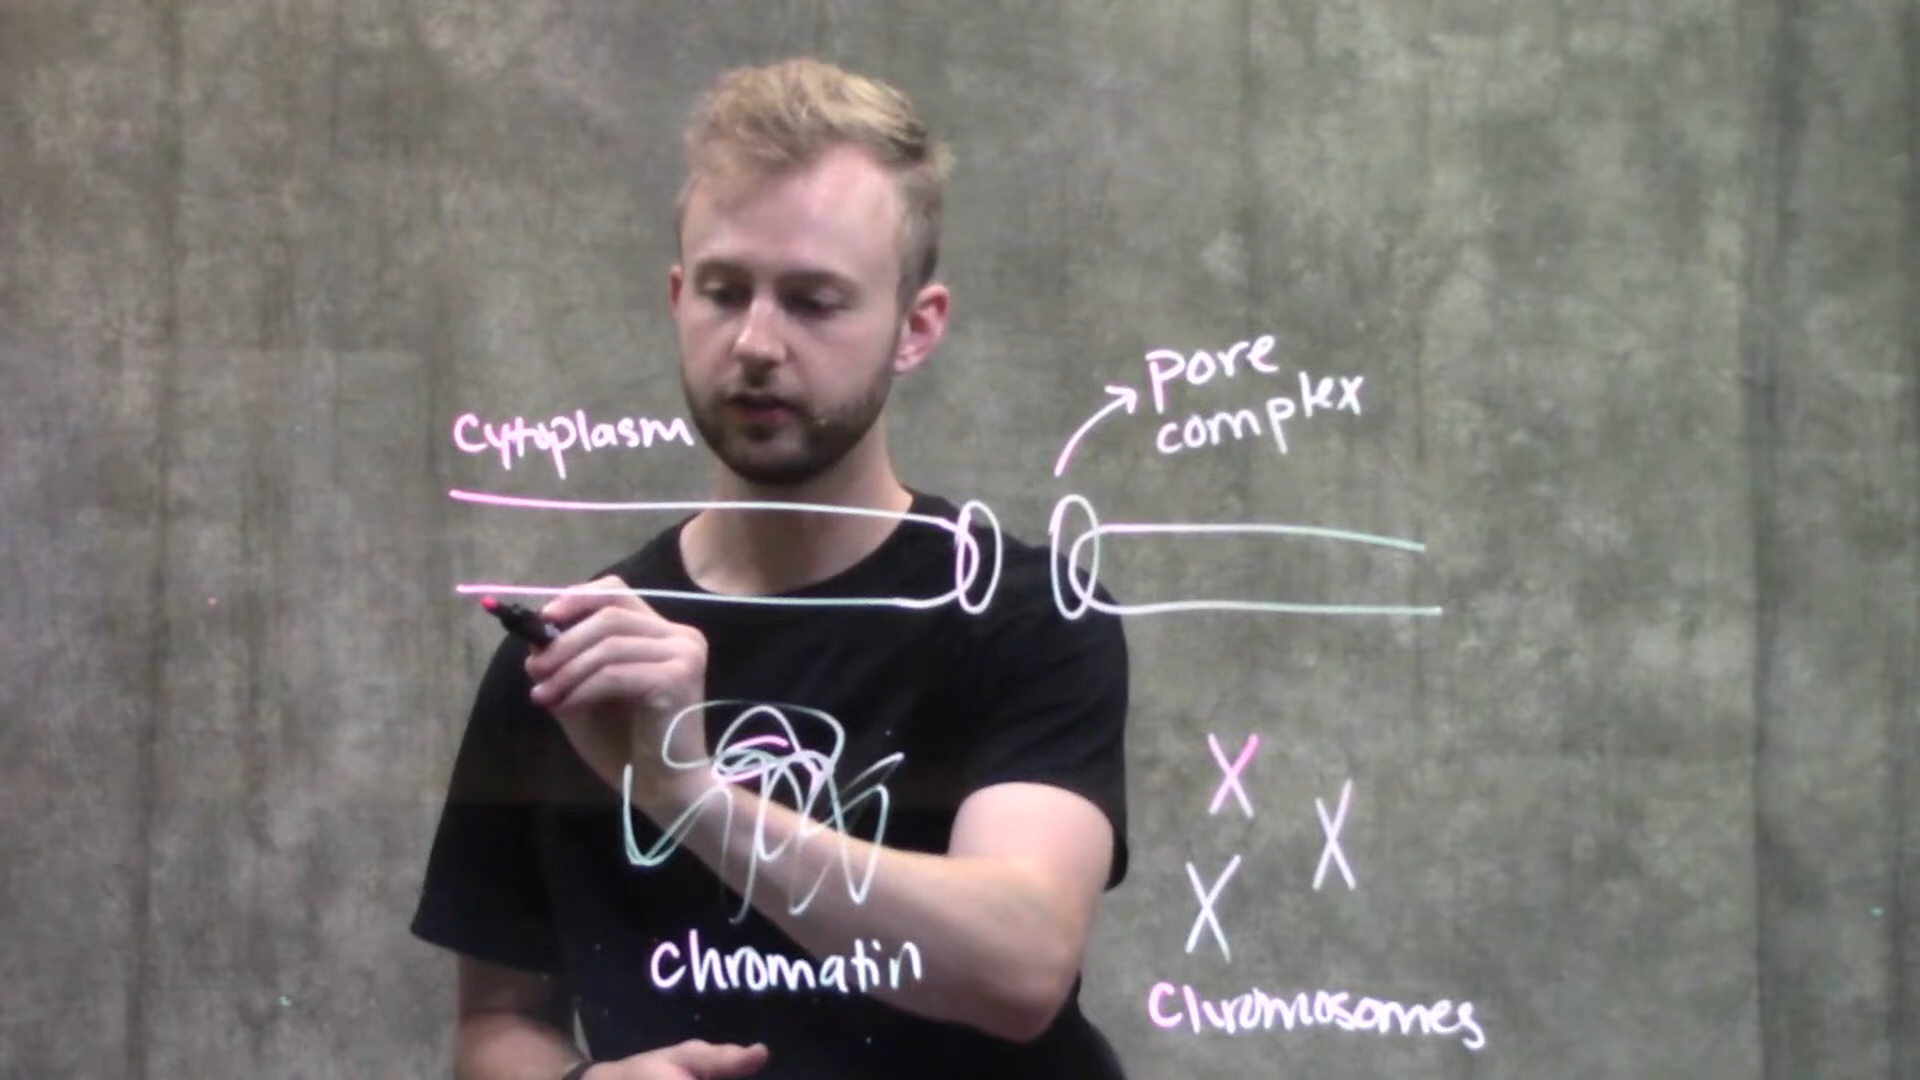 Cytoplasm
pore
complex
chromatin
Chromosomes